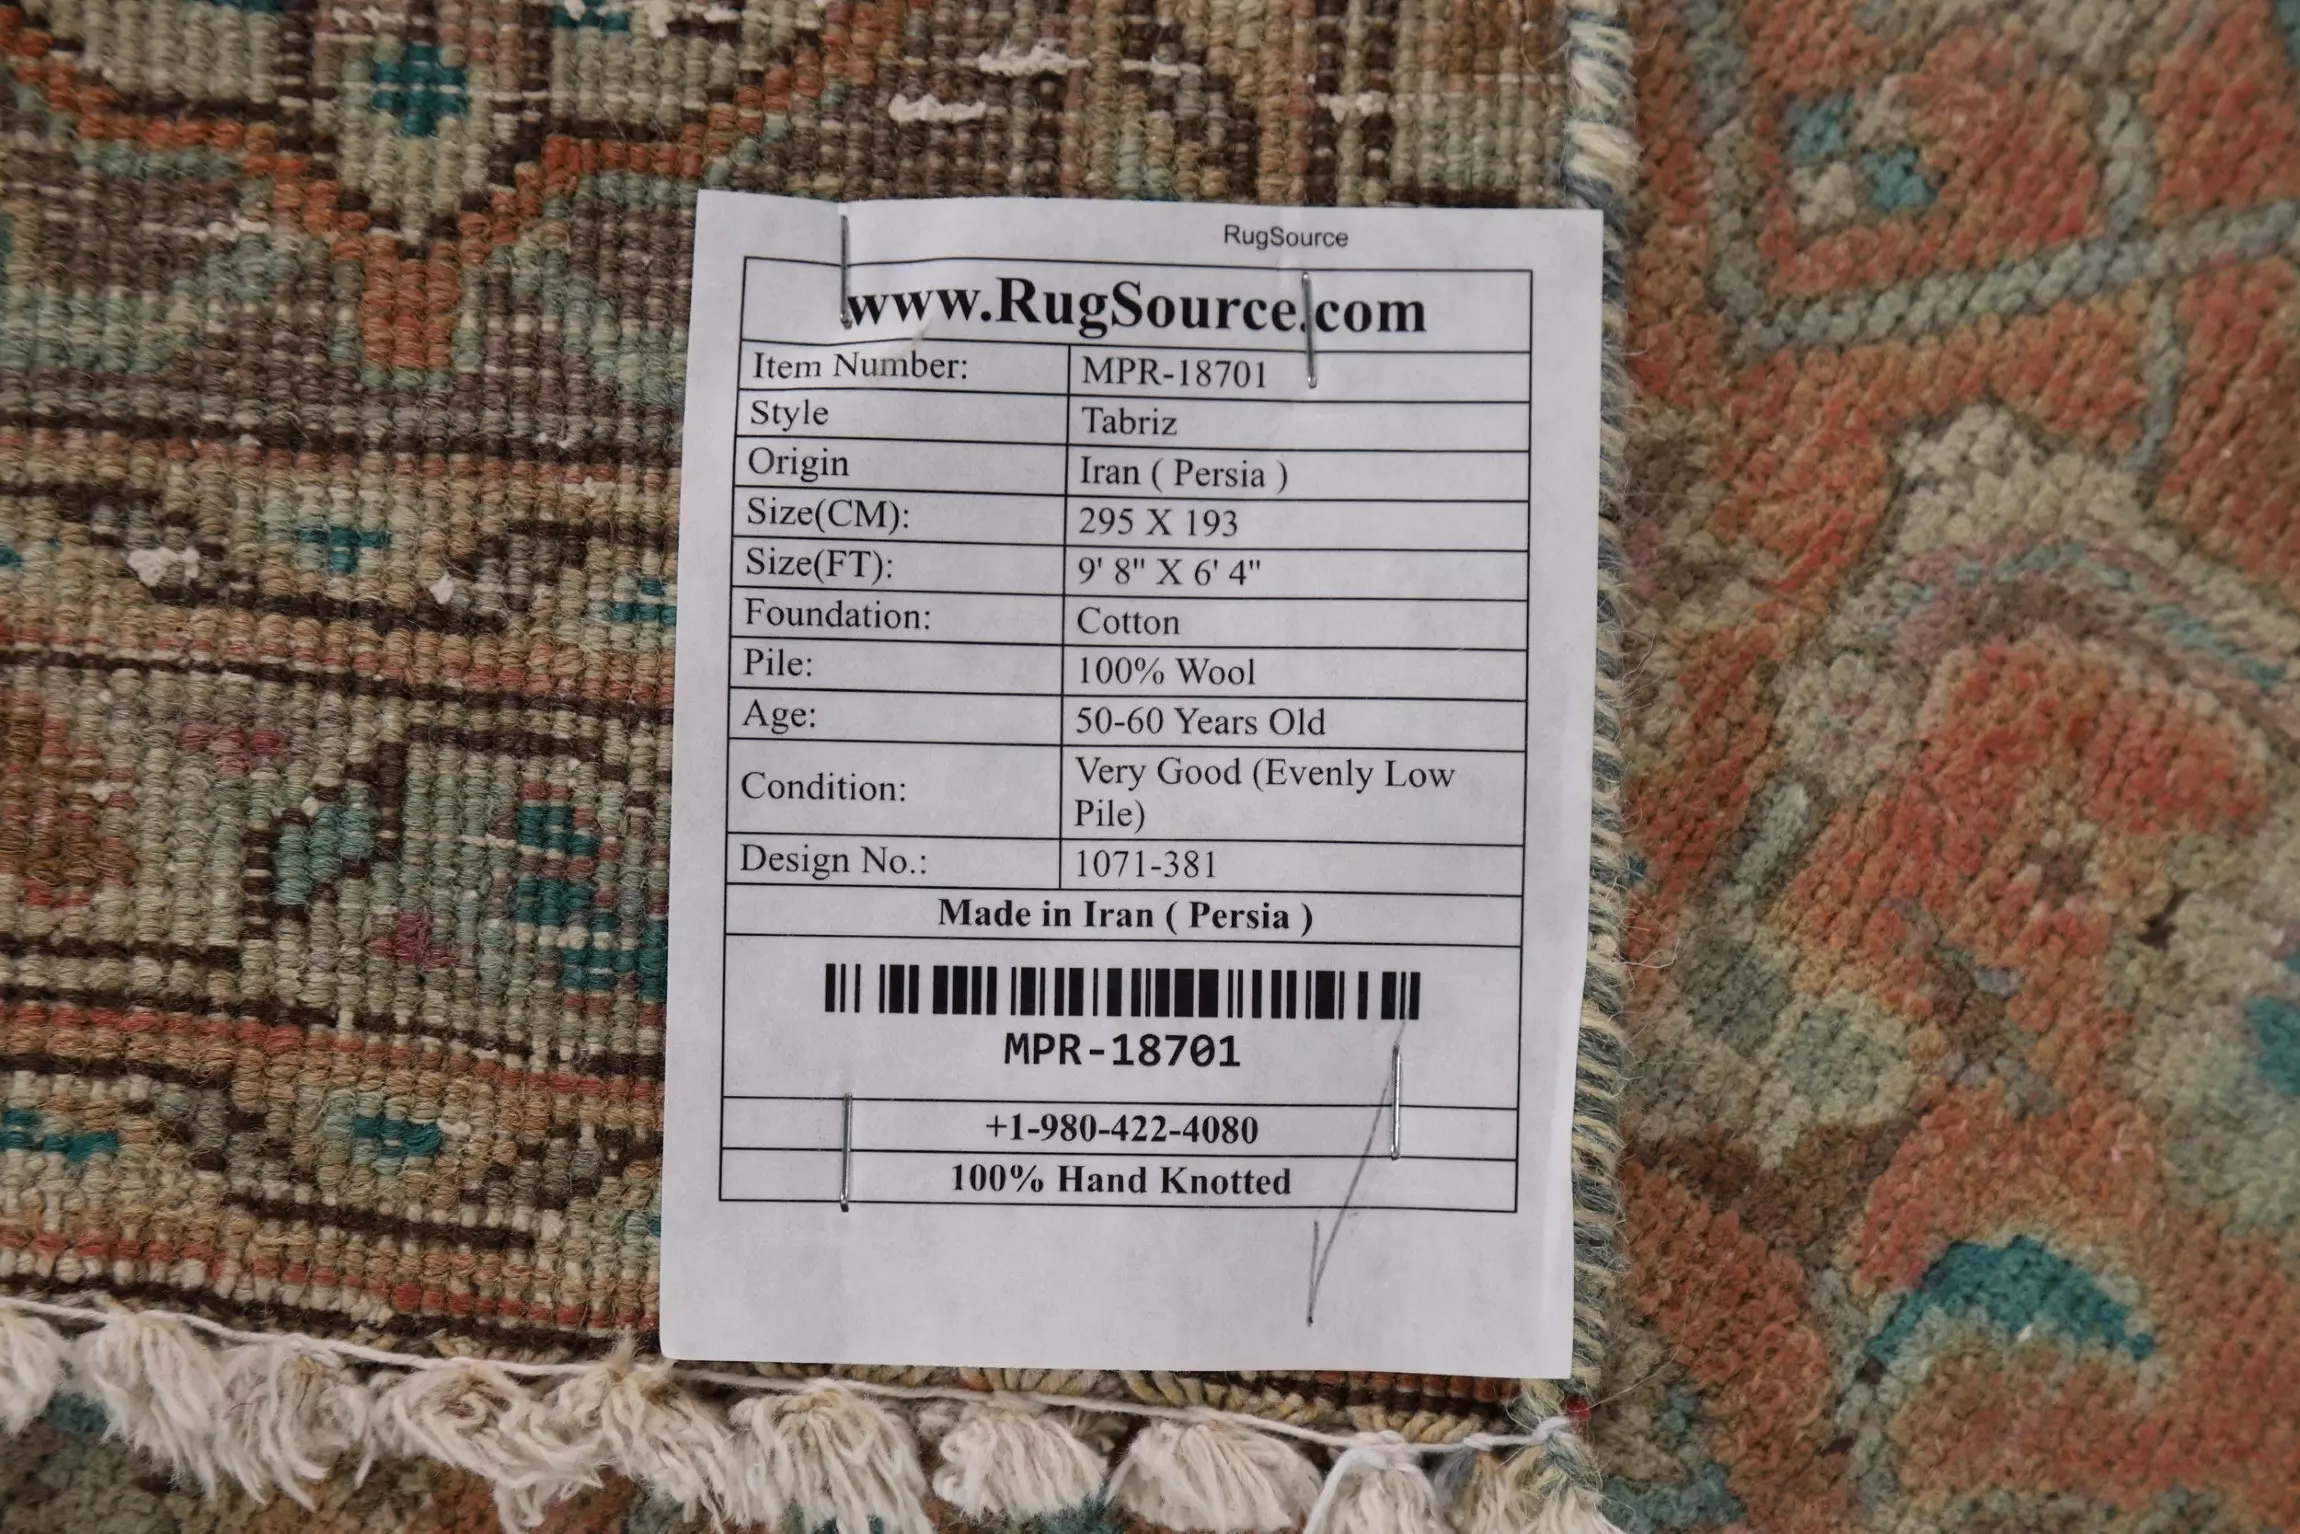 RugSource
www.RugSource.com
Item Number: MPR-18701
Style Tabriz
Origin Iran ( Persia )
Size(CM): 295 X 193
Size(FT): 9' 8" X 6' 4"
Foundation: Cotton
Pile: 100% Wool
Age: 50-60 Years Old
Condition: Very Good (Evenly Low
Pile)
Design No.: 1071-381
Made in Iran ( Persia )
MPR-18701
+1-980-422-4080
100% Hand Knotted